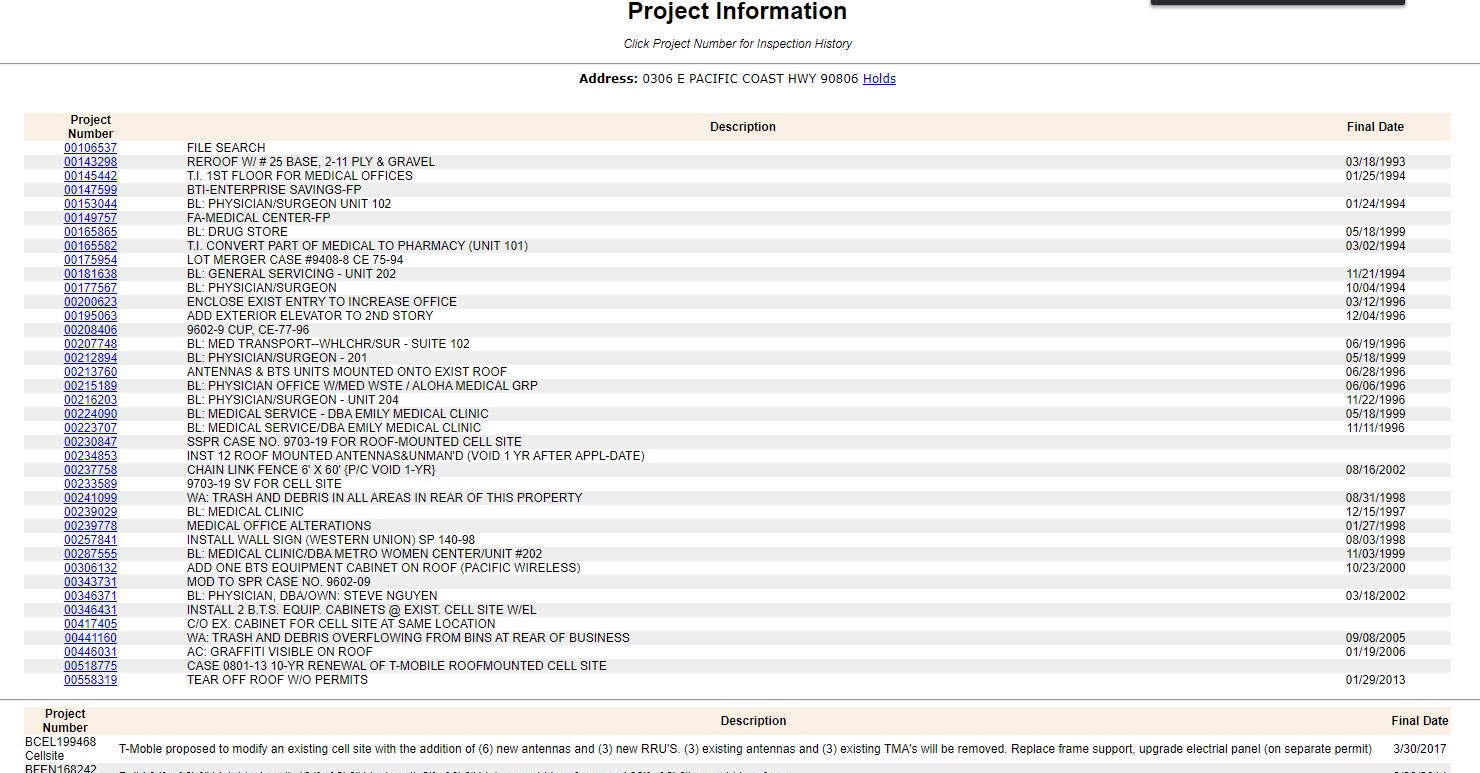 Project Information
Click Project Number for Inspection History
Address: 0306 E PACIFIC COAST HWY 90806 Holds
Project Number Description Final Date
00106537 FILE SEARCH
00143298 REROOF W/ # 25 BASE, 2-11 PLY & GRAVEL 03/18/1993
00145442 T.I. 1ST FLOOR FOR MEDICAL OFFICES 01/25/1994
00147599 BTI-ENTERPRISE SAVINGS-FP
00153044 BL: PHYSICIAN/SURGEON UNIT 102 01/24/1994
00149757 FA-MEDICAL CENTER-FP
00165865 BL: DRUG STORE 05/18/1999
00165582 T.I. CONVERT PART OF MEDICAL TO PHARMACY (UNIT 101) 03/02/1994
00175954 LOT MERGER CASE #9408-8 CE 75-94
00181638 BL: GENERAL SERVICING - UNIT 202 11/21/1994
00177567 BL: PHYSICIAN/SURGEON 10/04/1994
00200623 ENCLOSE EXIST ENTRY TO INCREASE OFFICE 03/12/1996
00195063 ADD EXTERIOR ELEVATOR TO 2ND STORY 12/04/1996
00208406 9602-9 CUP, CE-77-96
00207748 BL: MED TRANSPORT--WHLCHR/SUR - SUITE 102 06/19/1996
00212894 BL: PHYSICIAN/SURGEON - 201 05/18/1999
00213760 ANTENNAS & BTS UNITS MOUNTED ONTO EXIST ROOF 06/28/1996
00215189 BL: PHYSICIAN OFFICE W/MED WSTE / ALOHA MEDICAL GRP 06/06/1996
00216203 BL: PHYSICIAN/SURGEON - UNIT 204 11/22/1996
00224090 BL: MEDICAL SERVICE - DBA EMILY MEDICAL CLINIC 05/18/1999
00223707 BL: MEDICAL SERVICE/DBA EMILY MEDICAL CLINIC 11/11/1996
00230847 SSPR CASE NO. 9703-19 FOR ROOF-MOUNTED CELL SITE
00234853 INST 12 ROOF MOUNTED ANTENNAS&UNMAN'D (VOID 1 YR AFTER APPL-DATE)
00237758 CHAIN LINK FENCE 6' X 60' {P/C VOID 1-YR} 08/16/2002
00233589 9703-19 SV FOR CELL SITE
00241099 WA: TRASH AND DEBRIS IN ALL AREAS IN REAR OF THIS PROPERTY 08/31/1998
00239029 BL: MEDICAL CLINIC 12/15/1997
00239778 MEDICAL OFFICE ALTERATIONS 01/27/1998
00257841 INSTALL WALL SIGN (WESTERN UNION) SP 140-98 08/03/1998
00287555 BL: MEDICAL CLINIC/DBA METRO WOMEN CENTER/UNIT #202 11/03/1999
00306132 ADD ONE BTS EQUIPMENT CABINET ON ROOF (PACIFIC WIRELESS) 10/23/2000
00343731 MOD TO SPR CASE NO. 9602-09
00346371 BL: PHYSICIAN, DBA/OWN: STEVE NGUYEN 03/18/2002
00346431 INSTALL 2 B.T.S. EQUIP. CABINETS @ EXIST. CELL SITE W/EL
00417405 C/O EX. CABINET FOR CELL SITE AT SAME LOCATION
00441160 WA: TRASH AND DEBRIS OVERFLOWING FROM BINS AT REAR OF BUSINESS 09/08/2005
00446031 AC: GRAFFITI VISIBLE ON ROOF 01/19/2006
00518775 CASE 0801-13 10-YR RENEWAL OF T-MOBILE ROOFMOUNTED CELL SITE
00558319 TEAR OFF ROOF W/O PERMITS 01/29/2013
Project Number Description Final Date
BCEL199468 Cellsite T-Moble proposed to modify an existing cell site with the addition of (6) new antennas and (3) new RRU'S. (3) existing antennas and (3) existing TMA's will be removed. Replace frame support, upgrade electrial panel (on separate permit) 3/30/2017
BFEN168242